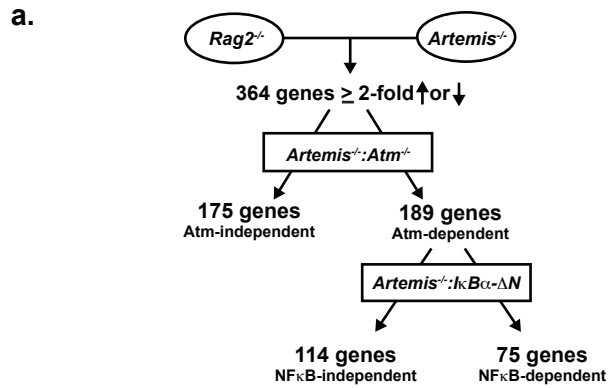 a.
Rag2-/- Artemis-/-
364 genes ≥ 2-fold ↑or ↓
Artemis-/-:Atm-/-
175 genes 189 genes
Atm-independent Atm-dependent
Artemis-/-:IκBα-ΔN
114 genes 75 genes
NFκB-independent NFκB-dependent